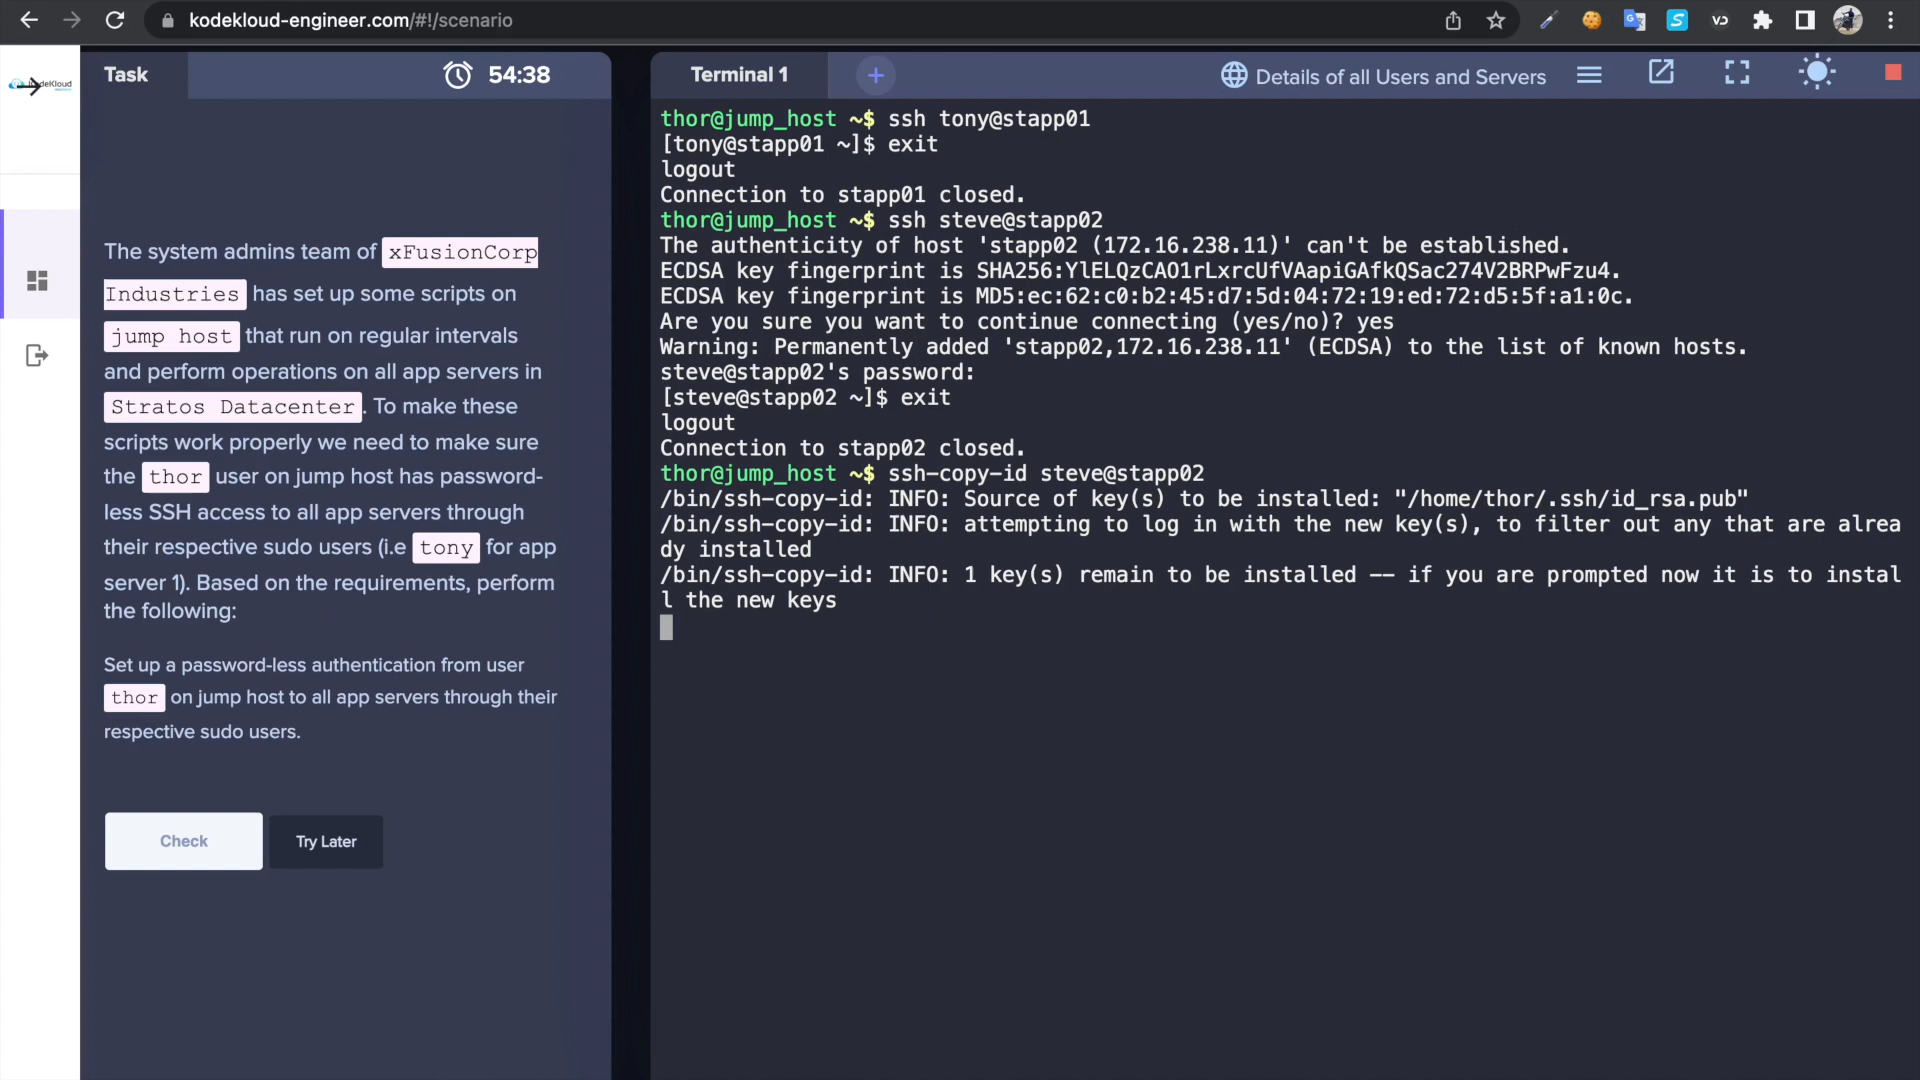 kodekloud-engineer.com/#!/scenario
Task
54:38
Terminal 1
+
Details of all Users and Servers
The system admins team of xFusionCorp
Industries has set up some scripts on
jump host that run on regular intervals
and perform operations on all app servers in
Stratos Datacenter. To make these
scripts work properly we need to make sure
the thor user on jump host has password-
less SSH access to all app servers through
their respective sudo users (i.e tony for app
server 1). Based on the requirements, perform
the following:
Set up a password-less authentication from user
thor on jump host to all app servers through their
respective sudo users.
Check
Try Later
thor@jump_host ~$ ssh tony@stapp01
[tony@stapp01 ~]$ exit
logout
Connection to stapp01 closed.
thor@jump_host ~$ ssh steve@stapp02
The authenticity of host 'stapp02 (172.16.238.11)' can't be established.
ECDSA key fingerprint is SHA256:YlELQzCAO1rLxrcUfVAapiGAfkQSac274V2BRPwFzu4.
ECDSA key fingerprint is MD5:ec:62:c0:b2:45:d7:5d:04:72:19:ed:72:d5:5f:a1:0c.
Are you sure you want to continue connecting (yes/no)? yes
Warning: Permanently added 'stapp02,172.16.238.11' (ECDSA) to the list of known hosts.
steve@stapp02's password:
[steve@stapp02 ~]$ exit
logout
Connection to stapp02 closed.
thor@jump_host ~$ ssh-copy-id steve@stapp02
/bin/ssh-copy-id: INFO: Source of key(s) to be installed: "/home/thor/.ssh/id_rsa.pub"
/bin/ssh-copy-id: INFO: attempting to log in with the new key(s), to filter out any that are alrea
dy installed
/bin/ssh-copy-id: INFO: 1 key(s) remain to be installed -- if you are prompted now it is to instal
l the new keys